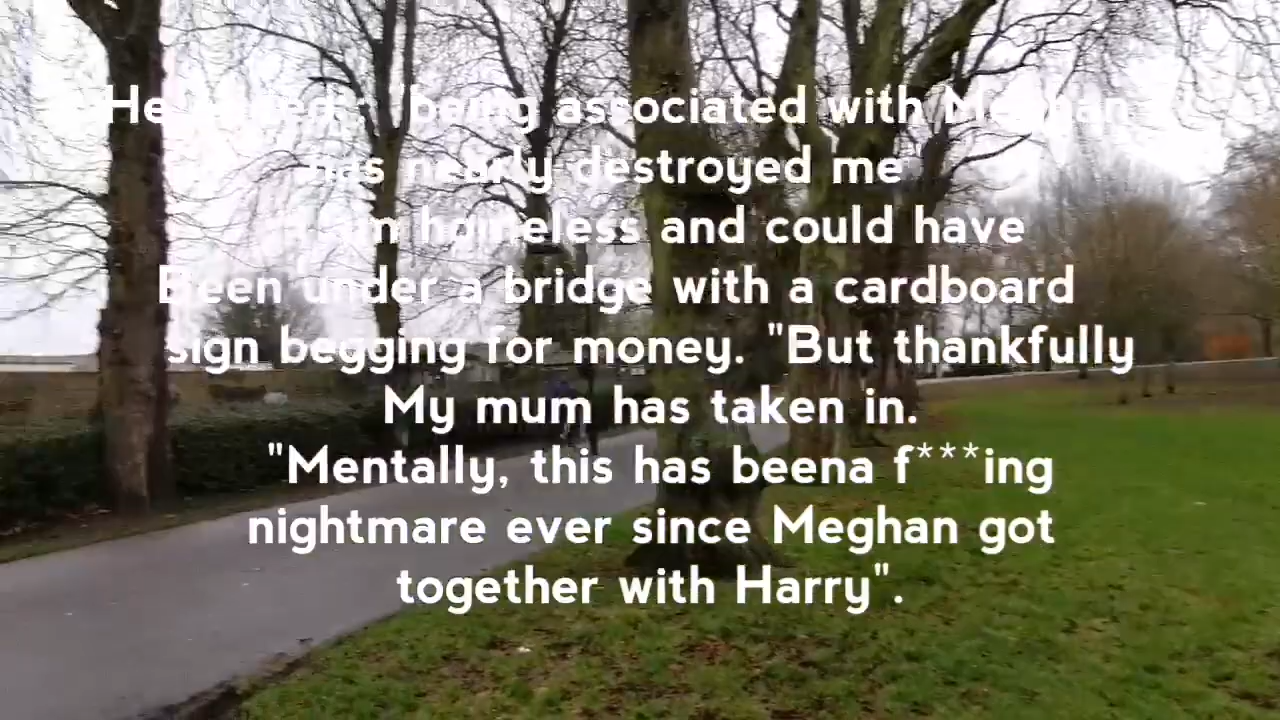 He "being associated with Meghan
has nearly destroyed me
am homeless and could have
Been under a bridge with a cardboard
sign begging for money. "But thankfully
My mum has taken in.
"Mentally, this has beena f***ing
nightmare ever since Meghan got
together with Harry".